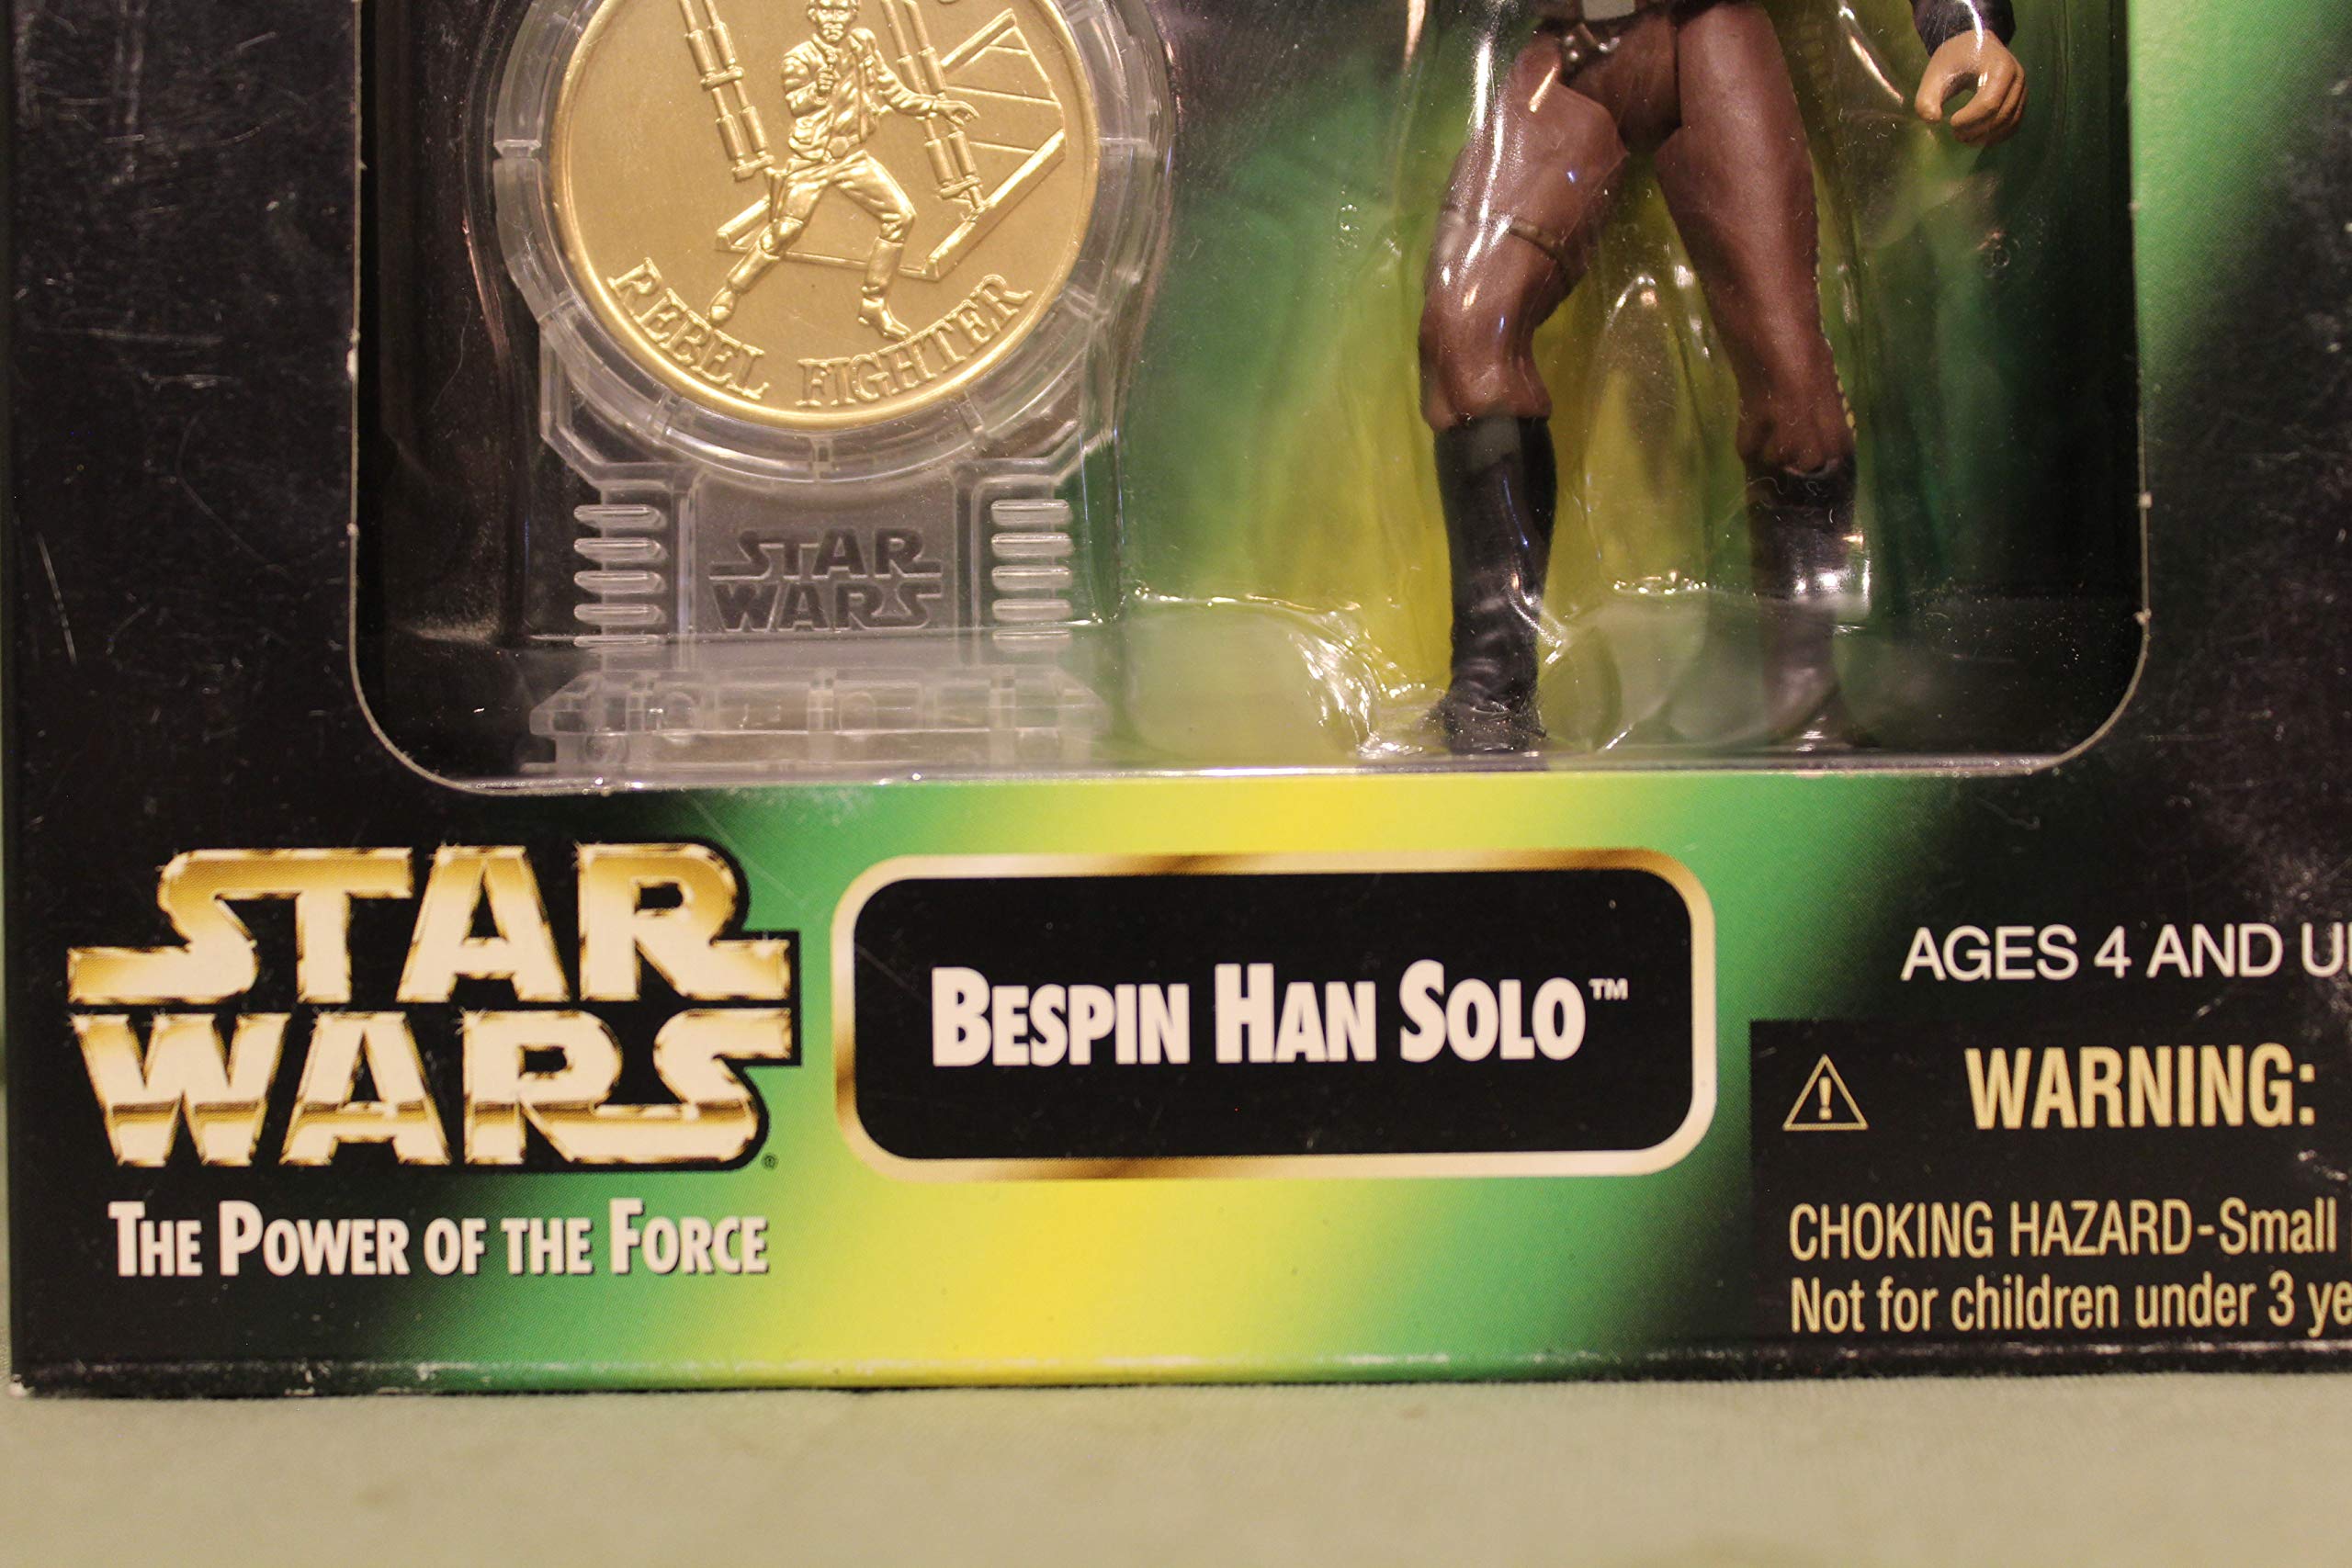 REBEL FIGHTER
STAR
WARS
STAR
WARS®
THE POWER OF THE FORCE
BESPIN HAN SOLO™
AGES 4 AND
WARNING:
CHOKING HAZARD-Small
Not for children under 3